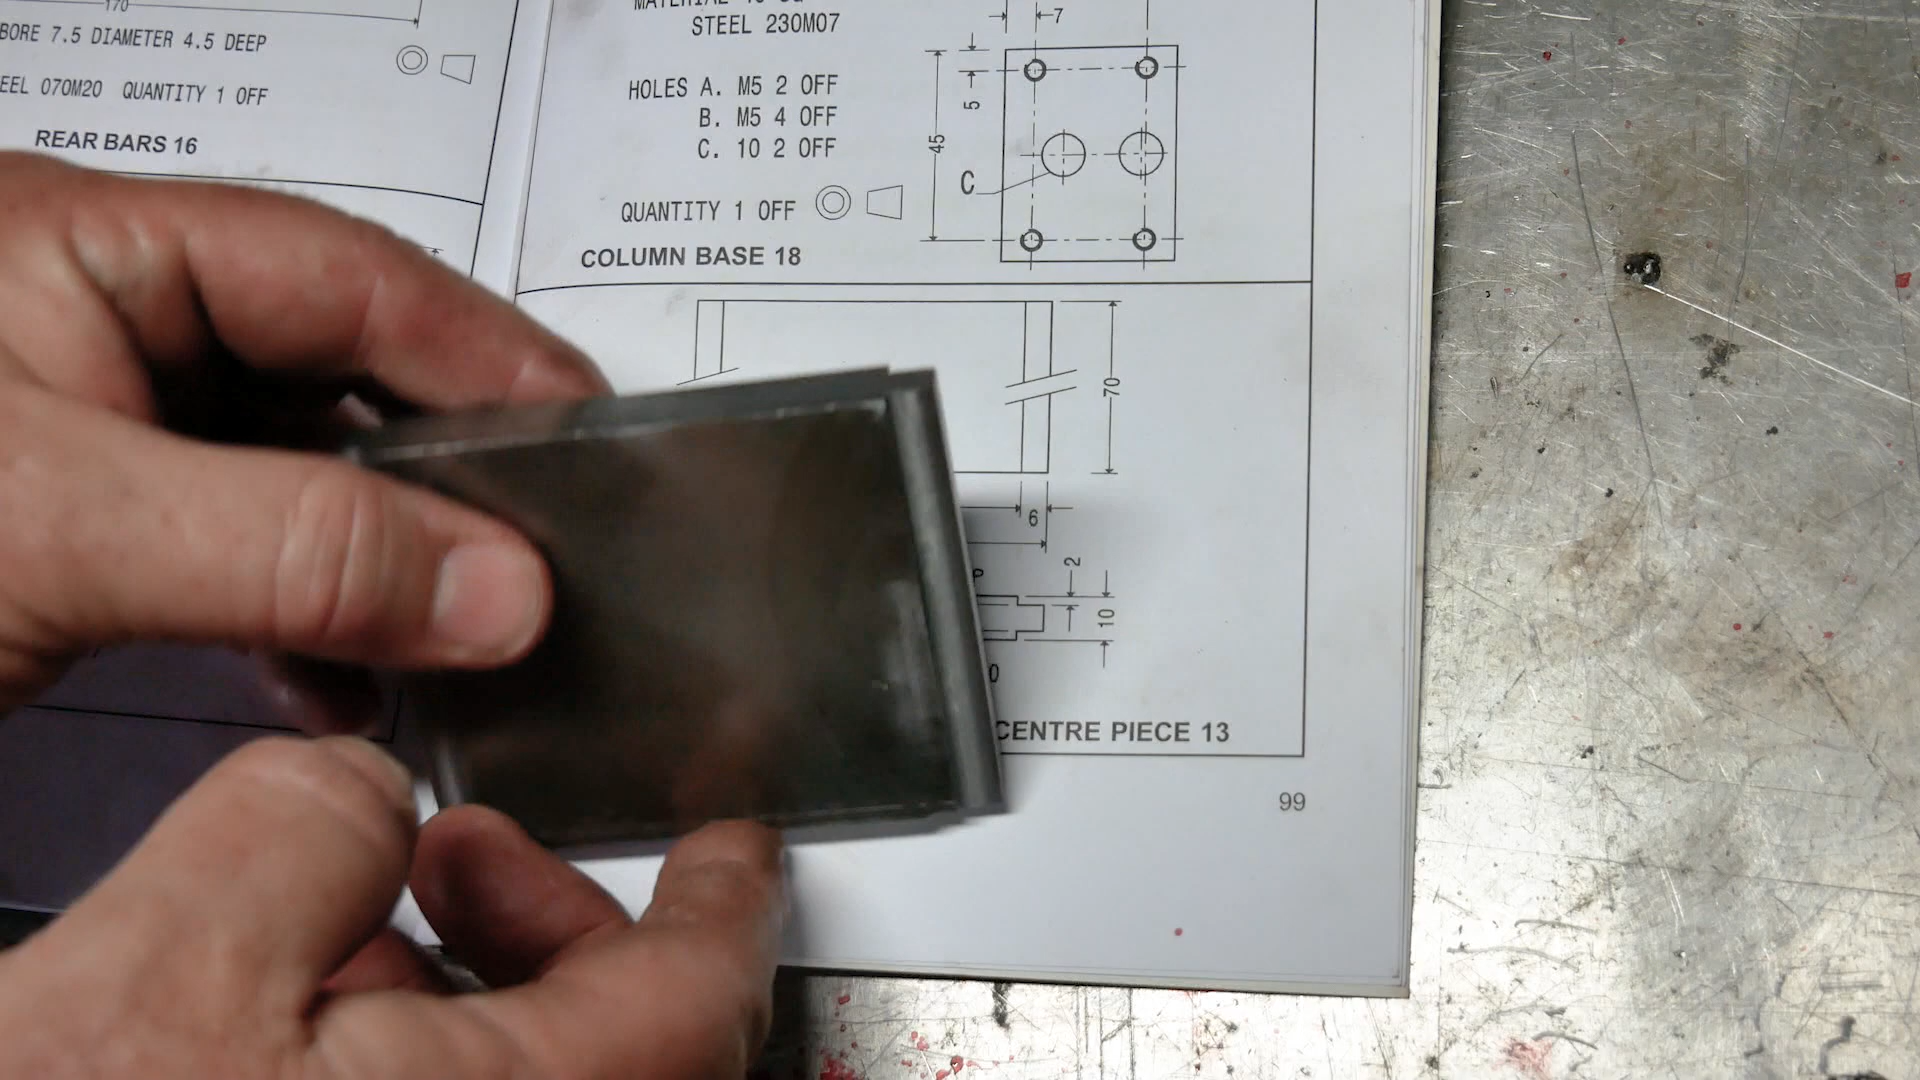 170
BORE 7.5 DIAMETER 4.5 DEEP
EEL 070M20 QUANTITY 1 OFF
REAR BARS 16
MATERIAL
STEEL 230M07
HOLES A. M5 2 OFF
B. M5 4 OFF
C. 10 2 OFF
QUANTITY 1 OFF
COLUMN BASE 18
7
5
45
C
70
6
2
10
0
CENTRE PIECE 13
99